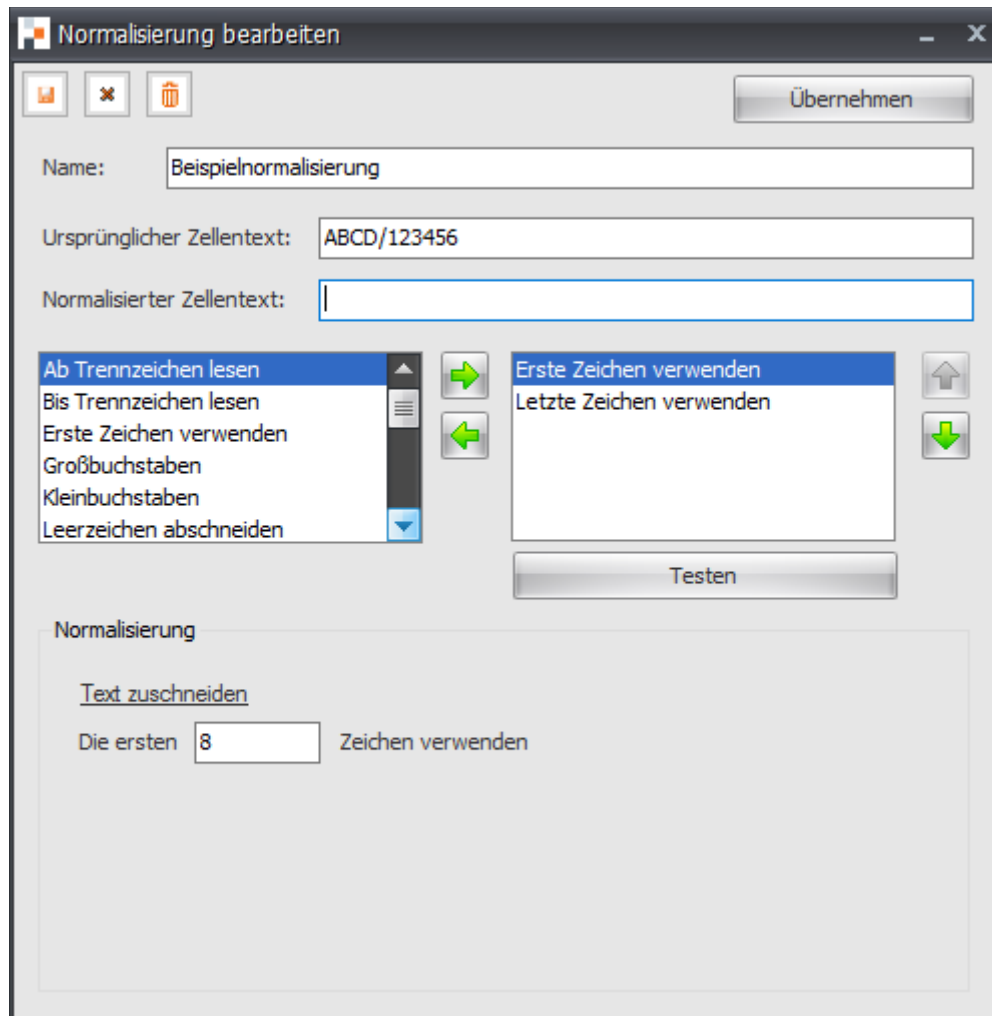 Normalisierung bearbeiten
Übernehmen
Name: Beispielnormalisierung
Ursprünglicher Zellentext: ABCD/123456
Normalisierter Zellentext:
Ab Trennzeichen lesen
Bis Trennzeichen lesen
Erste Zeichen verwenden
Großbuchstaben
Kleinbuchstaben
Leerzeichen abschneiden
Erste Zeichen verwenden
Letzte Zeichen verwenden
Testen
Normalisierung
Text zuschneiden
Die ersten 8 Zeichen verwenden